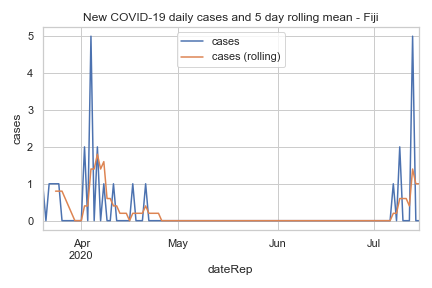 New COVID-19 daily cases and 5 day rolling mean - Fiji
cases
cases (rolling)
5
4
3
2
1
0
cases
Apr
2020
May
Jun
Jul
dateRep